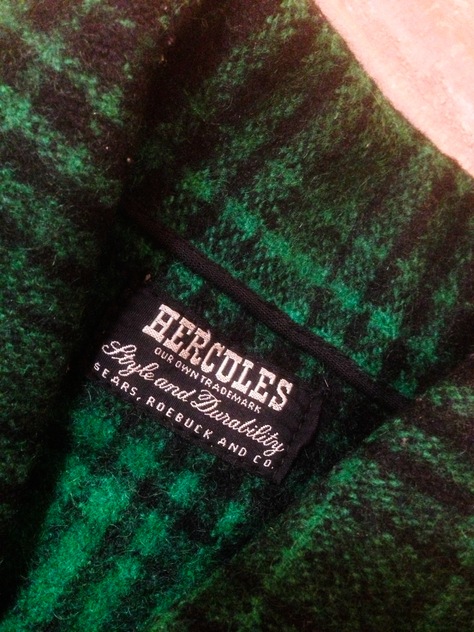 HERCULES
OUR OWN TRADEMARK
Style and Durability
SEARS, ROEBUCK AND CO.